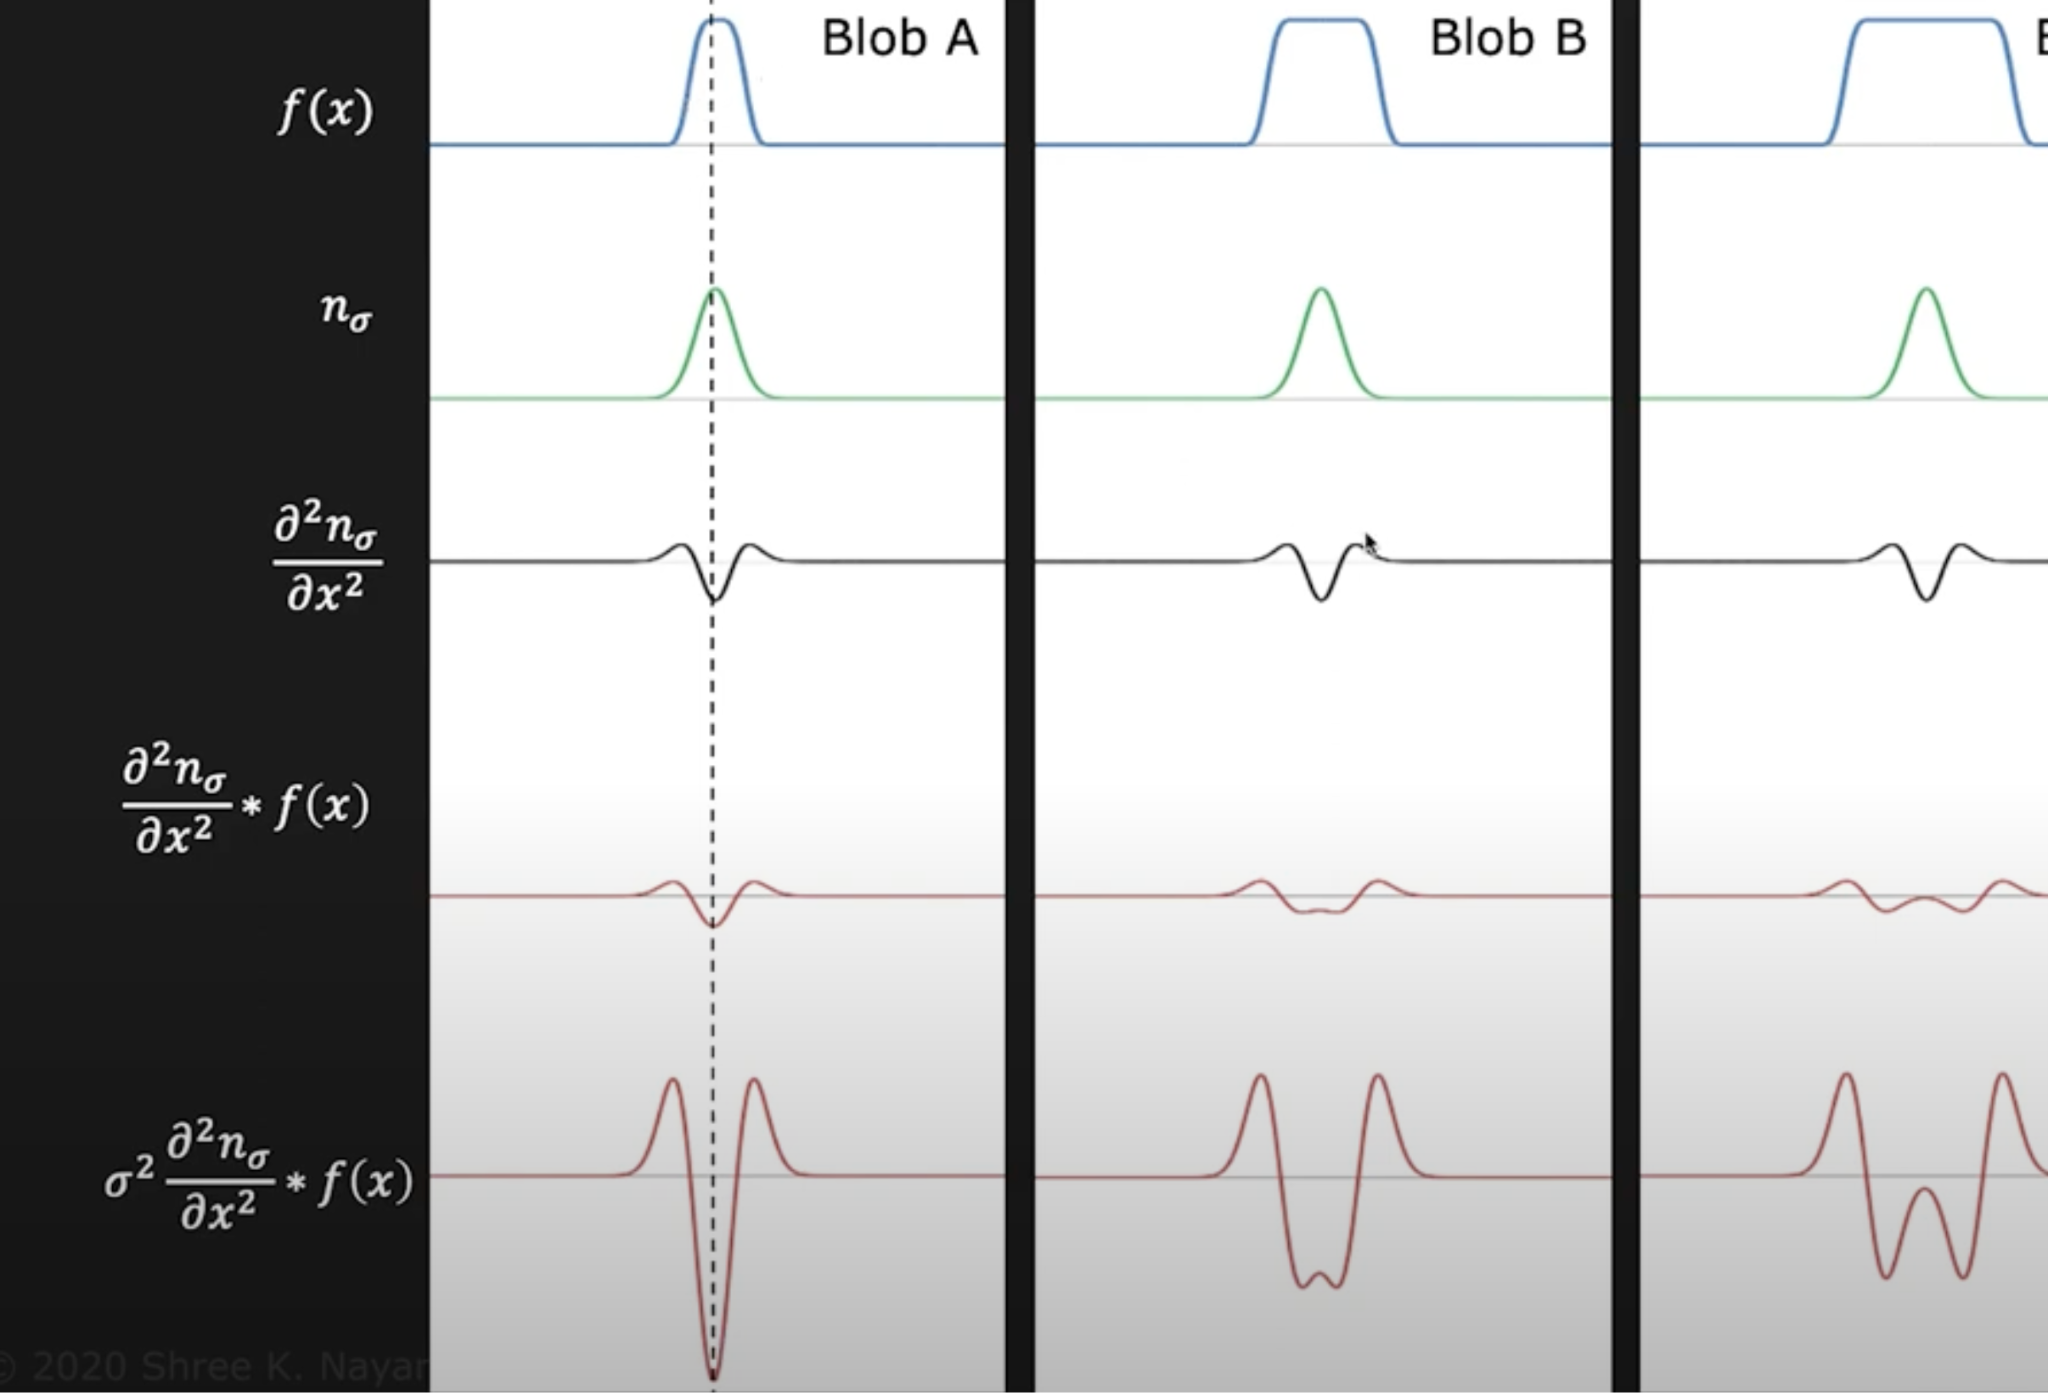 Blob A
Blob B
f(x)
n_σ
∂²n_σ/∂x²
∂²n_σ/∂x² * f(x)
σ² ∂²n_σ/∂x² * f(x)
© 2020 Shree K. Nayar